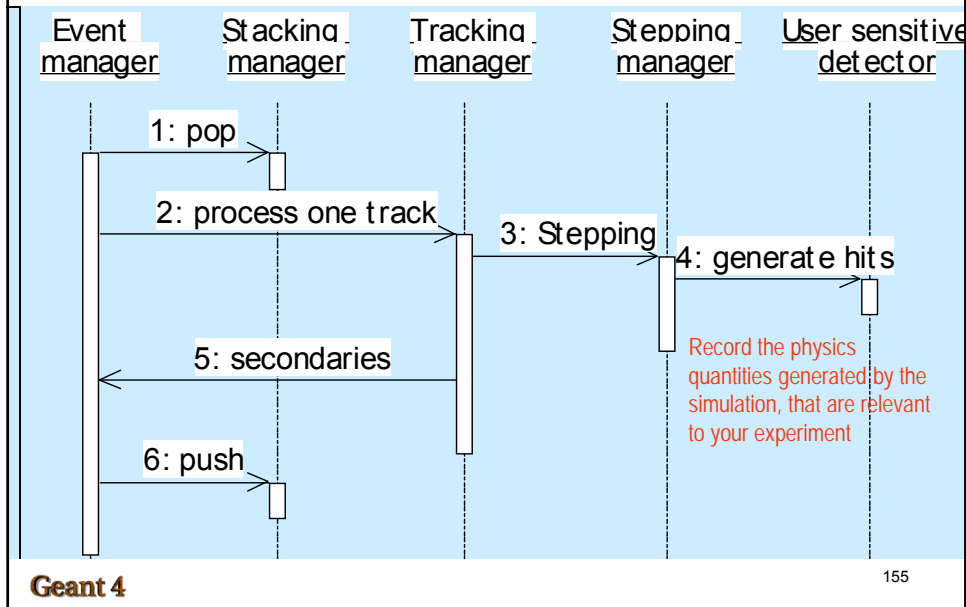 Event
manager
Stacking
manager
Tracking
manager
Stepping
manager
User sensitive
detector
1: pop
2: process one track
3: Stepping
4: generate hits
5: secondaries
Record the physics
quantities generated by the
simulation, that are relevant
to your experiment
6: push
Geant 4
155